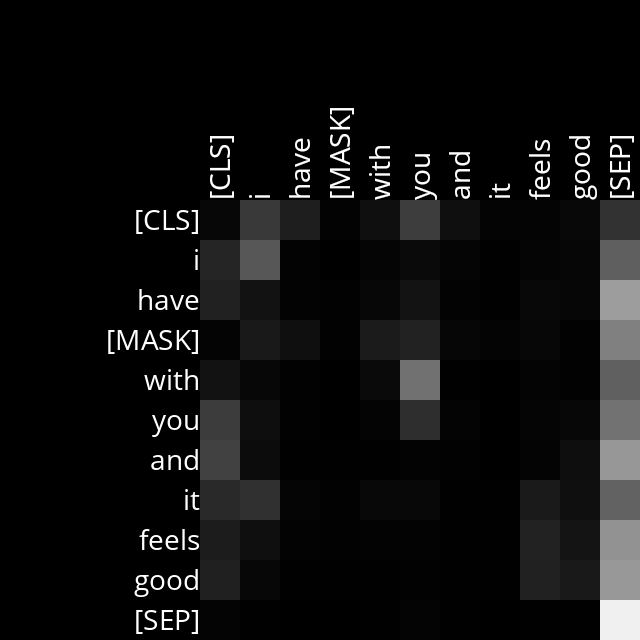 [CLS] i have [MASK] with you and it feels good [SEP]
[CLS]
i
have
[MASK]
with
you
and
it
feels
good
[SEP]